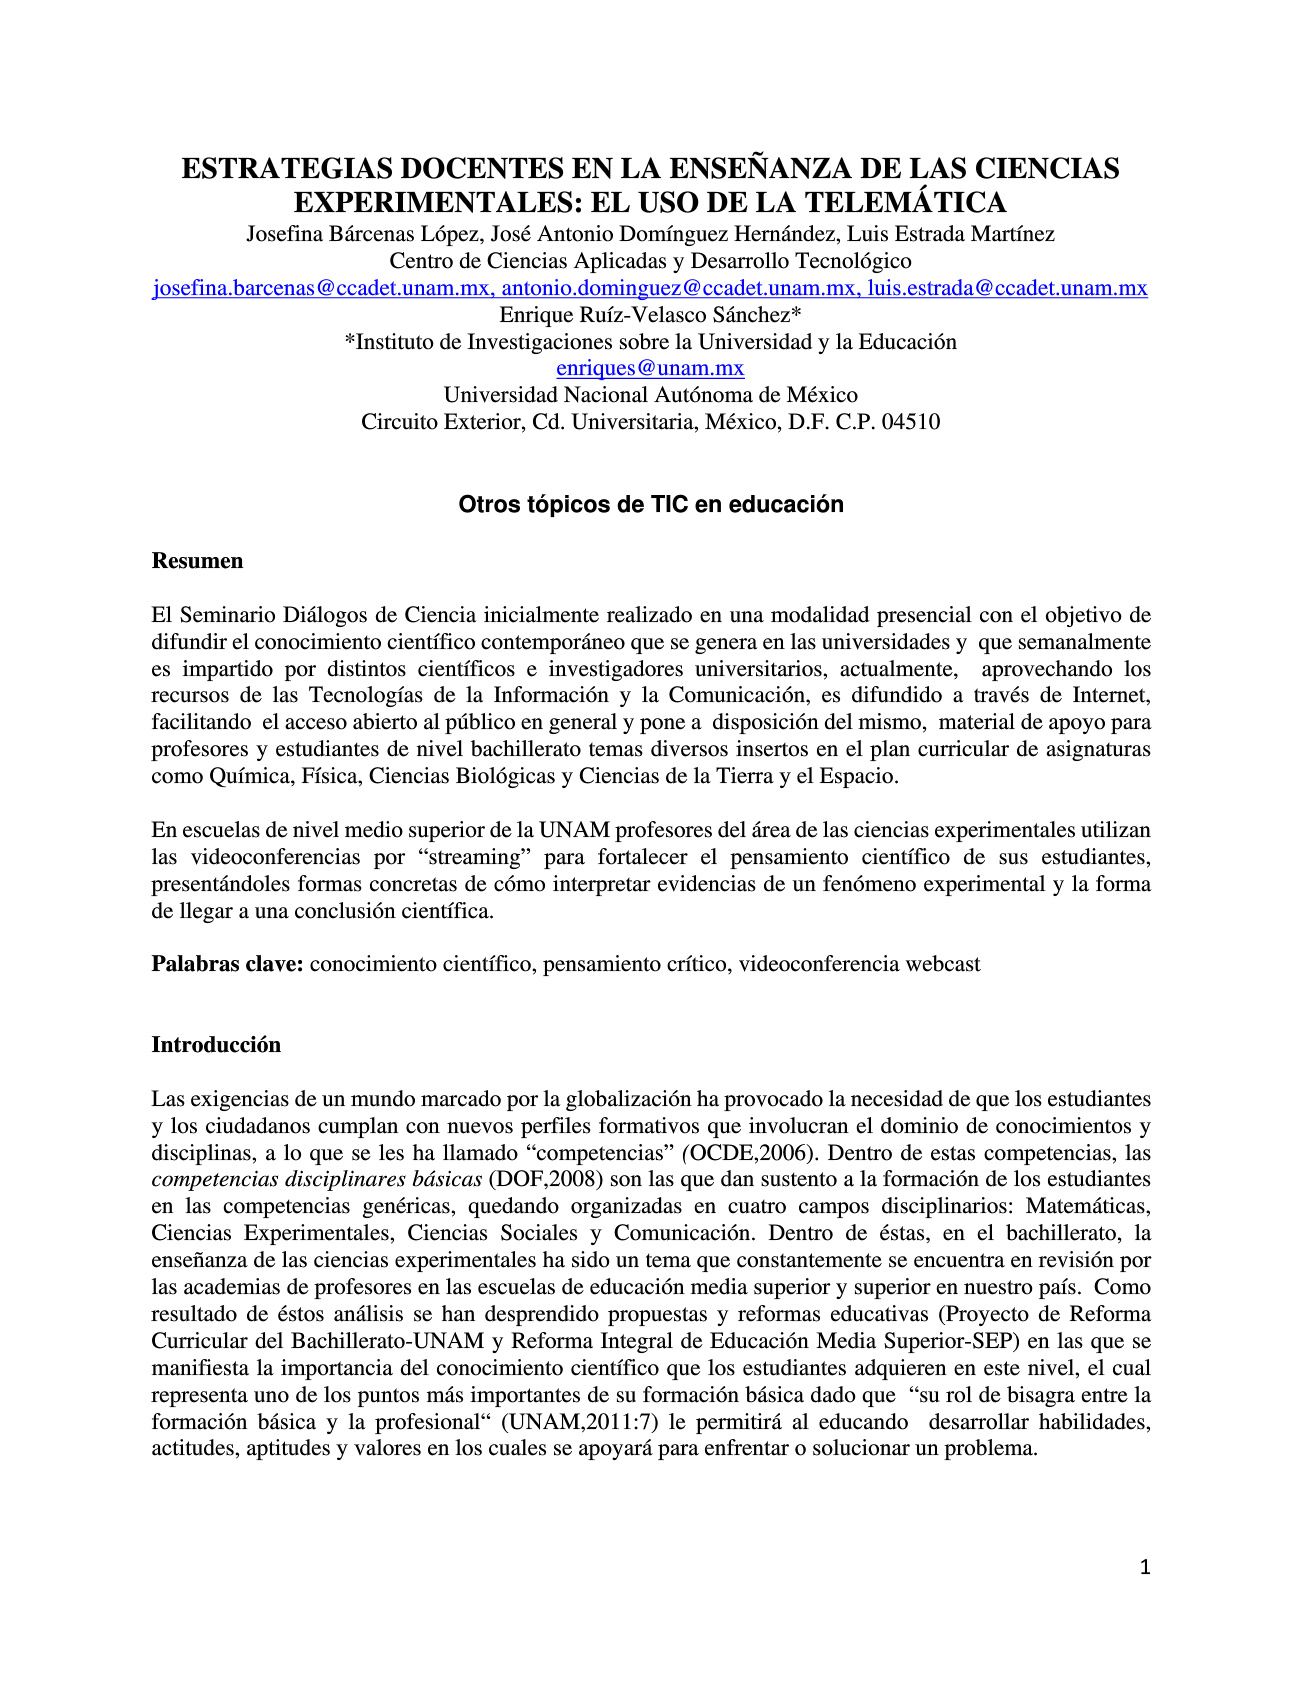 ESTRATEGIAS DOCENTES EN LA ENSEÑANZA DE LAS CIENCIAS
EXPERIMENTALES: EL USO DE LA TELEMÁTICA
Josefina Bárcenas López, José Antonio Domínguez Hernández, Luis Estrada Martínez
Centro de Ciencias Aplicadas y Desarrollo Tecnológico
josefina.barcenas@ccadet.unam.mx, antonio.dominguez@ccadet.unam.mx, luis.estrada@ccadet.unam.mx
Enrique Ruíz-Velasco Sánchez*
*Instituto de Investigaciones sobre la Universidad y la Educación
enriques@unam.mx
Universidad Nacional Autónoma de México
Circuito Exterior, Cd. Universitaria, México, D.F. C.P. 04510
Otros tópicos de TIC en educación
Resumen
El Seminario Diálogos de Ciencia inicialmente realizado en una modalidad presencial con el objetivo de
difundir el conocimiento científico contemporáneo que se genera en las universidades y  que semanalmente
es impartido por distintos científicos e investigadores universitarios, actualmente,  aprovechando los
recursos de las Tecnologías de la Información y la Comunicación, es difundido a través de Internet,
facilitando  el acceso abierto al público en general y pone a  disposición del mismo,  material de apoyo para
profesores y estudiantes de nivel bachillerato temas diversos insertos en el plan curricular de asignaturas
como Química, Física, Ciencias Biológicas y Ciencias de la Tierra y el Espacio.
En escuelas de nivel medio superior de la UNAM profesores del área de las ciencias experimentales utilizan
las videoconferencias por “streaming” para fortalecer el pensamiento científico de sus estudiantes,
presentándoles formas concretas de cómo interpretar evidencias de un fenómeno experimental y la forma
de llegar a una conclusión científica.
Palabras clave: conocimiento científico, pensamiento crítico, videoconferencia webcast
Introducción
Las exigencias de un mundo marcado por la globalización ha provocado la necesidad de que los estudiantes
y los ciudadanos cumplan con nuevos perfiles formativos que involucran el dominio de conocimientos y
disciplinas, a lo que se les ha llamado “competencias” (OCDE,2006). Dentro de estas competencias, las
competencias disciplinares básicas (DOF,2008) son las que dan sustento a la formación de los estudiantes
en las competencias genéricas, quedando organizadas en cuatro campos disciplinarios: Matemáticas,
Ciencias Experimentales, Ciencias Sociales y Comunicación. Dentro de éstas, en el bachillerato, la
enseñanza de las ciencias experimentales ha sido un tema que constantemente se encuentra en revisión por
las academias de profesores en las escuelas de educación media superior y superior en nuestro país.  Como
resultado de éstos análisis se han desprendido propuestas y reformas educativas (Proyecto de Reforma
Curricular del Bachillerato-UNAM y Reforma Integral de Educación Media Superior-SEP) en las que se
manifiesta la importancia del conocimiento científico que los estudiantes adquieren en este nivel, el cual
representa uno de los puntos más importantes de su formación básica dado que  “su rol de bisagra entre la
formación básica y la profesional“ (UNAM,2011:7) le permitirá al educando  desarrollar habilidades,
actitudes, aptitudes y valores en los cuales se apoyará para enfrentar o solucionar un problema.
1